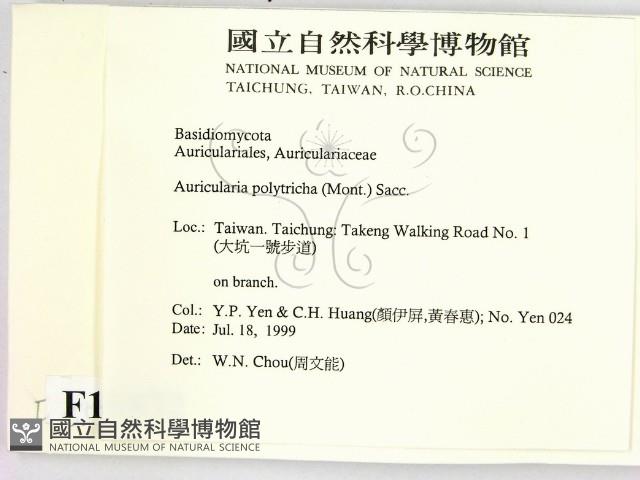 國立自然科學博物館
NATIONAL MUSEUM OF NATURAL SCIENCE
TAICHUNG, TAIWAN, R.O.CHINA
Basidiomycota
Auriculariales, Auriculariaceae
Auricularia polytricha (Mont.) Sacc.
Loc.: Taiwan. Taichung: Takeng Walking Road No. 1
(大坑一號步道)
on branch.
Col.: Y.P. Yen & C.H. Huang(顏伊屏,黃春惠); No. Yen 024
Date: Jul. 18, 1999
Det.: W.N. Chou(周文能)
F1
國立自然科學博物館
NATIONAL MUSEUM OF NATURAL SCIENCE